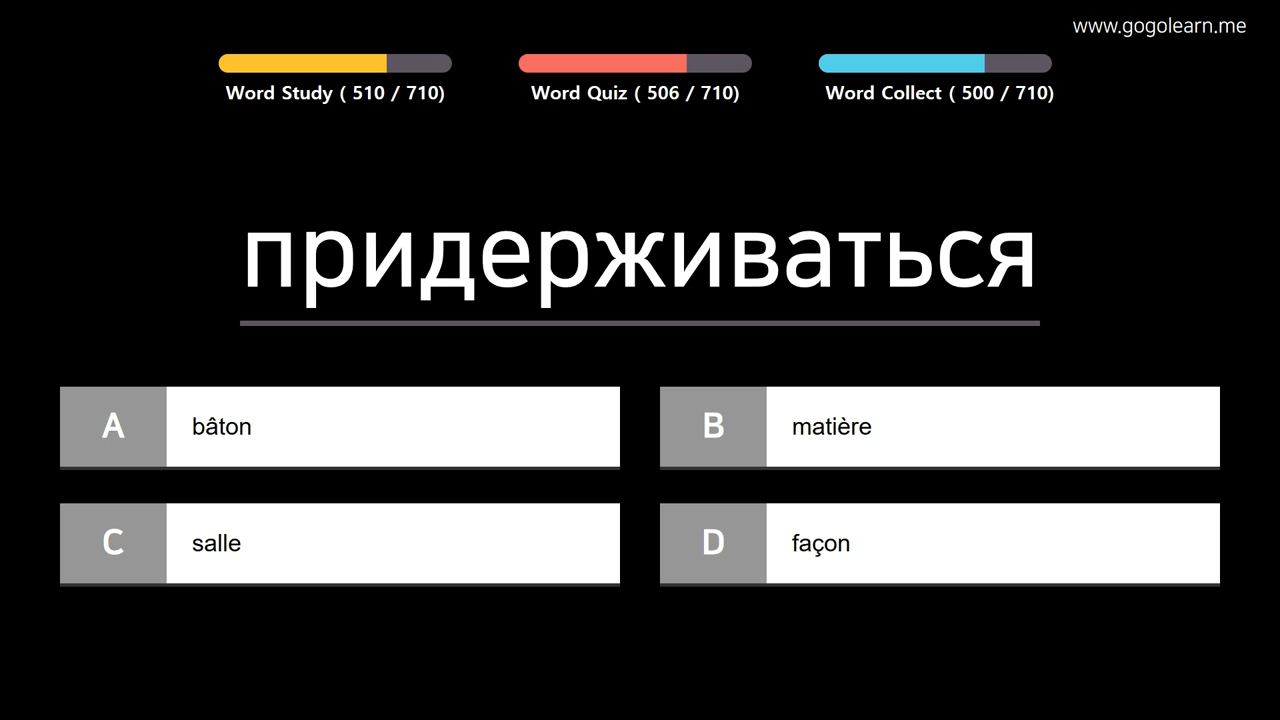 www.gogolearn.me
Word Study ( 510 / 710)
Word Quiz ( 506 / 710)
Word Collect ( 500 / 710)
придерживаться
A
bâton
B
matière
C
salle
D
façon